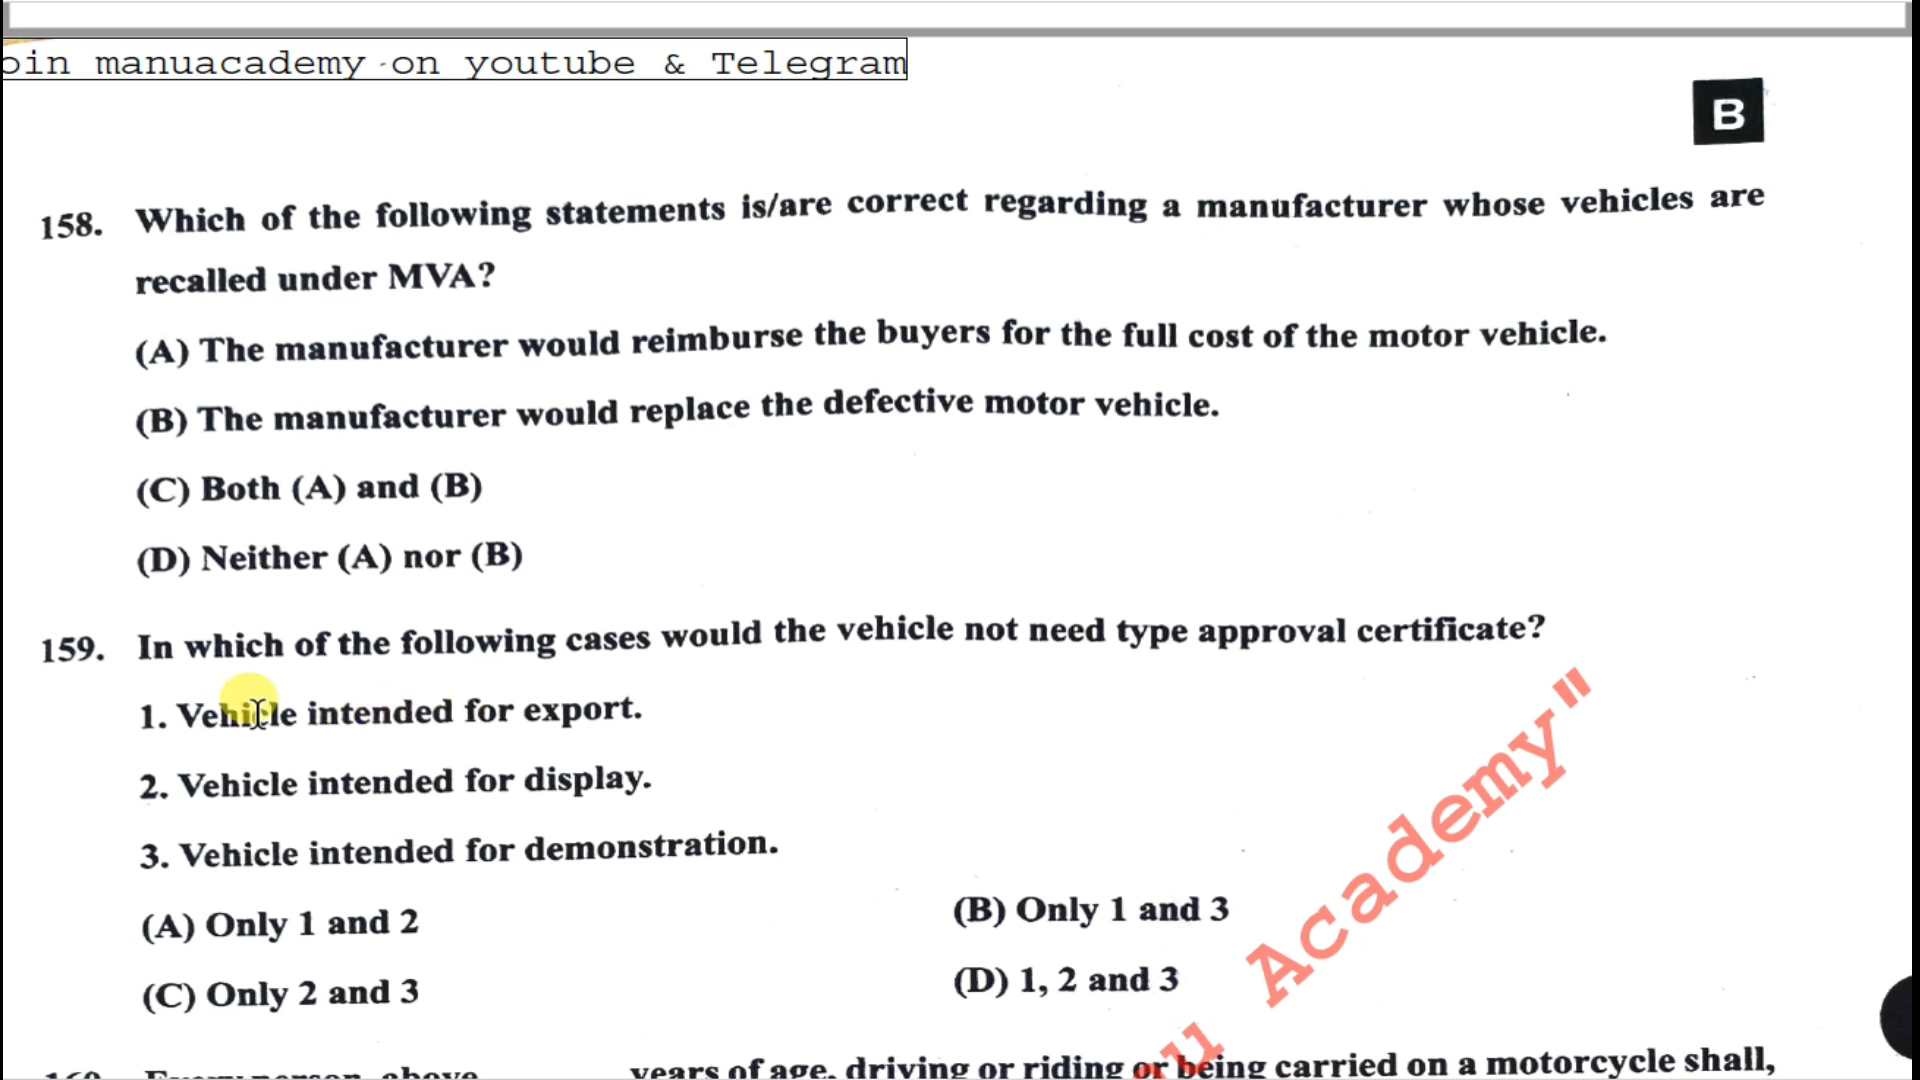 oin manuacademy on youtube & Telegram
B
158. Which of the following statements is/are correct regarding a manufacturer whose vehicles are
recalled under MVA?
(A) The manufacturer would reimburse the buyers for the full cost of the motor vehicle.
(B) The manufacturer would replace the defective motor vehicle.
(C) Both (A) and (B)
(D) Neither (A) nor (B)
159. In which of the following cases would the vehicle not need type approval certificate?
1. Vehicle intended for export.
2. Vehicle intended for display.
3. Vehicle intended for demonstration.
(A) Only 1 and 2
(B) Only 1 and 3
(C) Only 2 and 3
(D) 1, 2 and 3
u Academy"
years of age, driving or riding or being carried on a motorcycle shall,